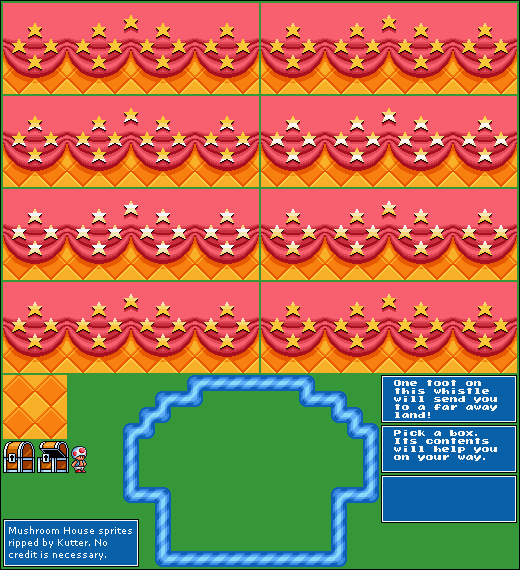 One toot on
this whistle
will send you
to a far away
land!
Pick a box.
Its contents
will help you
on your way.
Mushroom House sprites
ripped by Kutter. No
credit is necessary.